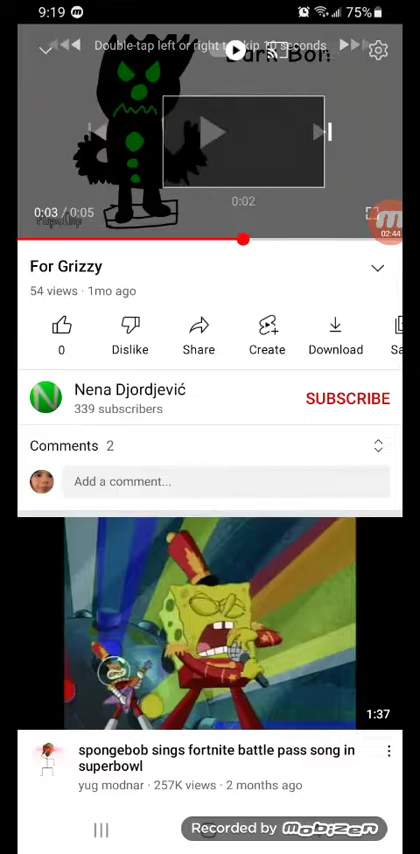 9:19
75%
Double-tap left or right to skip 10 seconds
0:03 / 0:05
0:02
02:44
For Grizzy
54 views · 1mo ago
0
Dislike
Share
Create
Download
Sa
Nena Djordjević
339 subscribers
SUBSCRIBE
Comments 2
Add a comment...
1:37
spongebob sings fortnite battle pass song in
superbowl
yug modnar · 257K views · 2 months ago
Recorded by mobizen